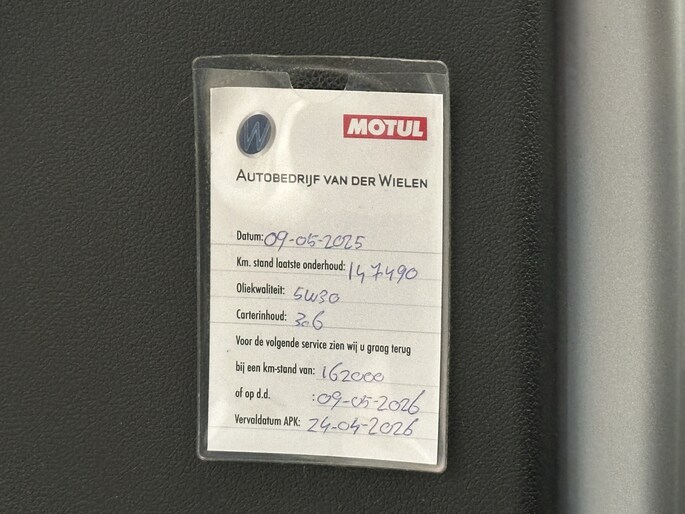 W
MOTUL
AUTOBEDRIJF VAN DER WIELEN
Datum: 09-05-2025
Km. stand laatste onderhoud: 147490
Oliekwaliteit: 5W30
Carterinhoud: 3.6
Voor de volgende service zien wij u graag terug
bij een km-stand van: 162000
of op d.d. : 09-05-2026
Vervaldatum APK: 24-04-2026